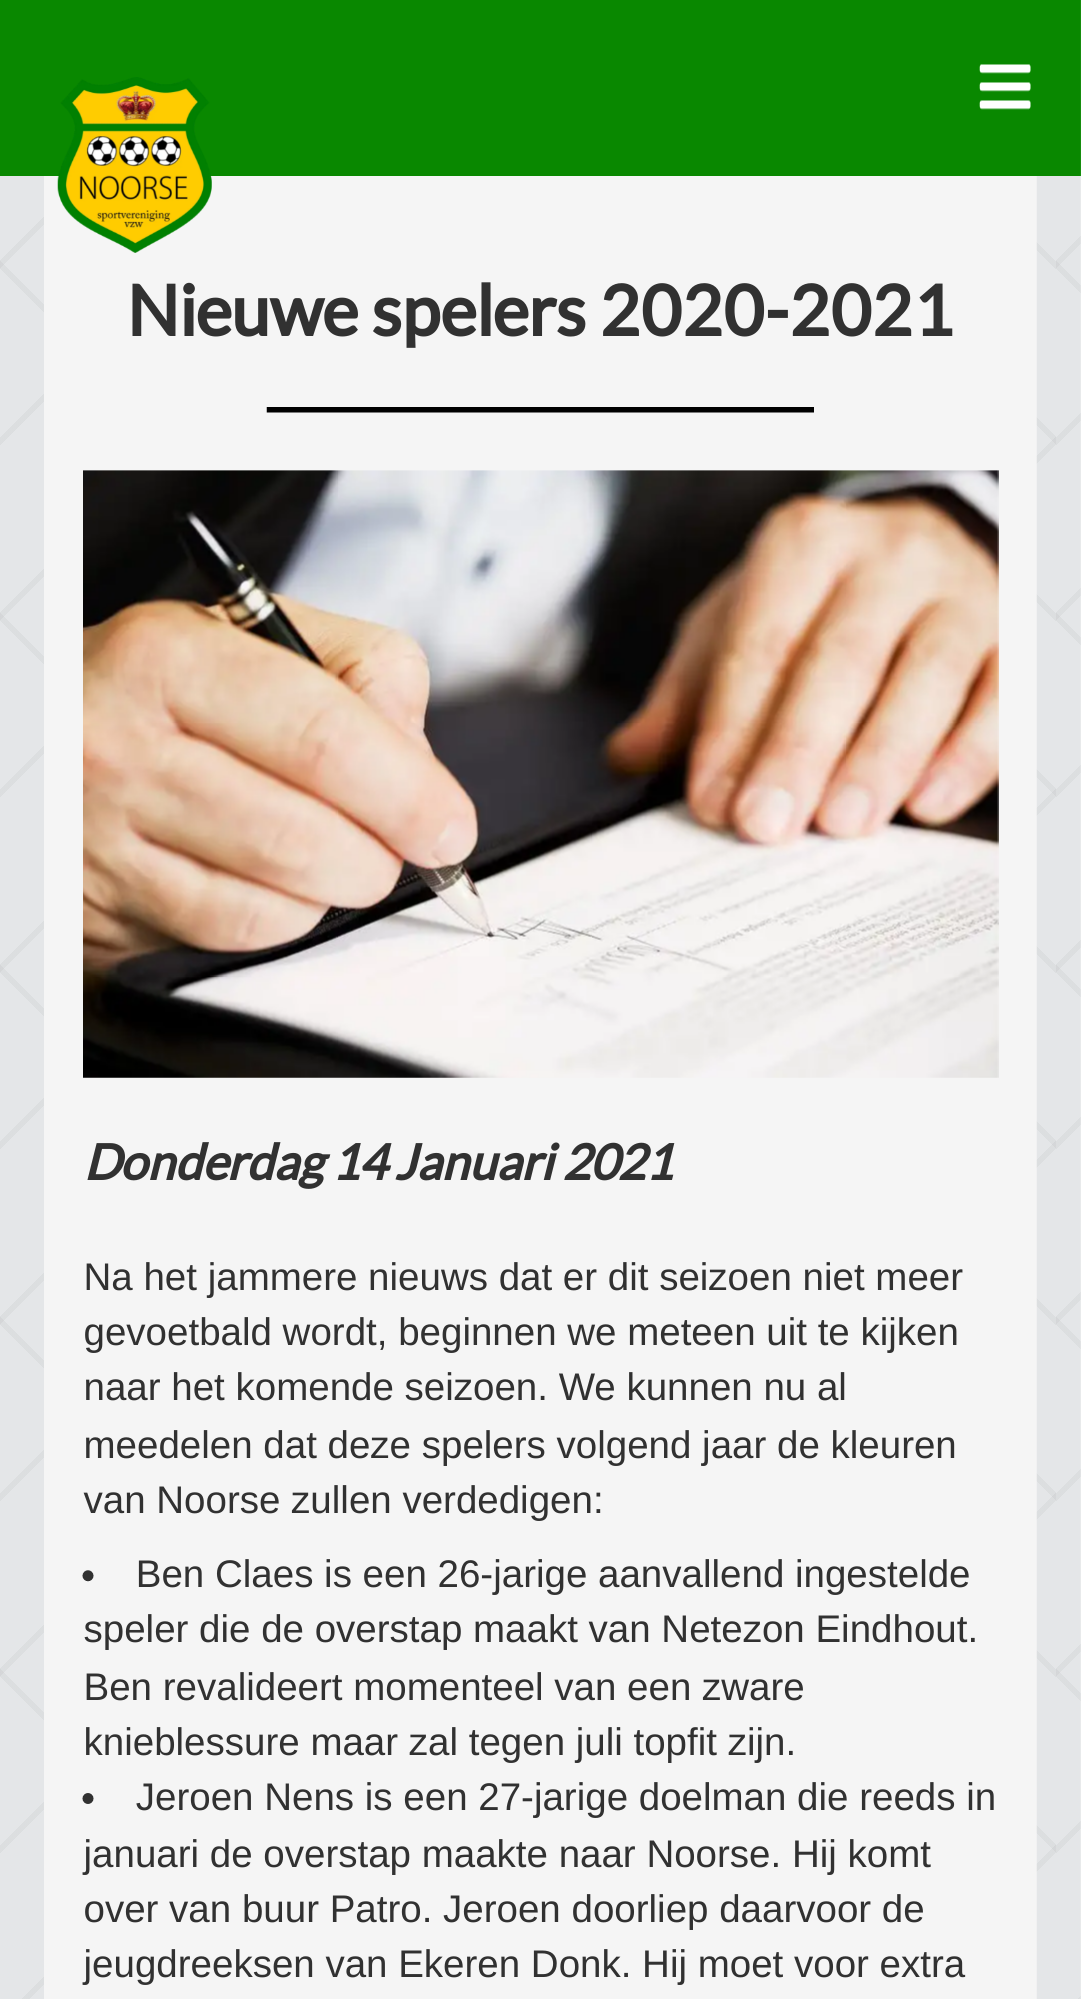 NOORSE
sportvereniging
vzw
Nieuwe spelers 2020-2021
Donderdag 14 Januari 2021
Na het jammere nieuws dat er dit seizoen niet meer
gevoetbald wordt, beginnen we meteen uit te kijken
naar het komende seizoen. We kunnen nu al
meedelen dat deze spelers volgend jaar de kleuren
van Noorse zullen verdedigen:
• Ben Claes is een 26-jarige aanvallend ingestelde
speler die de overstap maakt van Netezon Eindhout.
Ben revalideert momenteel van een zware
knieblessure maar zal tegen juli topfit zijn.
• Jeroen Nens is een 27-jarige doelman die reeds in
januari de overstap maakte naar Noorse. Hij komt
over van buur Patro. Jeroen doorliep daarvoor de
jeugdreeksen van Ekeren Donk. Hij moet voor extra